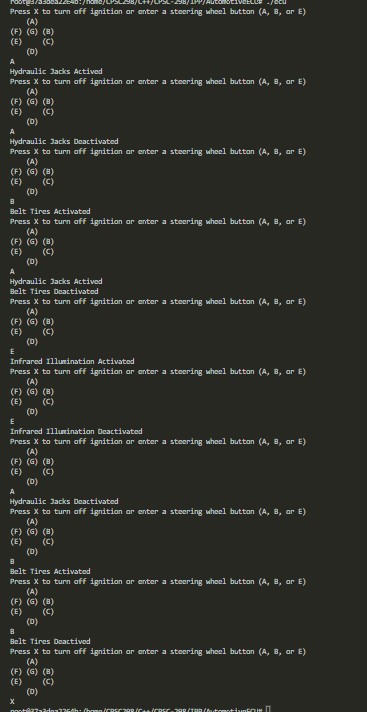 root@37a3dea2264b:/home/CPSC298/C++/CPSC-298/IPP/AutomotiveECU# ./ecu
Press X to turn off ignition or enter a steering wheel button (A, B, or E)
(A)
(F) (G) (B)
(E) (C)
(D)
A
Hydraulic Jacks Actived
Press X to turn off ignition or enter a steering wheel button (A, B, or E)
(A)
(F) (G) (B)
(E) (C)
(D)
A
Hydraulic Jacks Deactivated
Press X to turn off ignition or enter a steering wheel button (A, B, or E)
(A)
(F) (G) (B)
(E) (C)
(D)
B
Belt Tires Activated
Press X to turn off ignition or enter a steering wheel button (A, B, or E)
(A)
(F) (G) (B)
(E) (C)
(D)
A
Hydraulic Jacks Actived
Belt Tires Deactivated
Press X to turn off ignition or enter a steering wheel button (A, B, or E)
(A)
(F) (G) (B)
(E) (C)
(D)
E
Infrared Illumination Activated
Press X to turn off ignition or enter a steering wheel button (A, B, or E)
(A)
(F) (G) (B)
(E) (C)
(D)
E
Infrared Illumination Deactivated
Press X to turn off ignition or enter a steering wheel button (A, B, or E)
(A)
(F) (G) (B)
(E) (C)
(D)
A
Hydraulic Jacks Deactivated
Press X to turn off ignition or enter a steering wheel button (A, B, or E)
(A)
(F) (G) (B)
(E) (C)
(D)
B
Belt Tires Activated
Press X to turn off ignition or enter a steering wheel button (A, B, or E)
(A)
(F) (G) (B)
(E) (C)
(D)
B
Belt Tires Deactived
Press X to turn off ignition or enter a steering wheel button (A, B, or E)
(A)
(F) (G) (B)
(E) (C)
(D)
X
root@37a3dea2264b:/home/CPSC298/C++/CPSC-298/IPP/AutomotiveECU#